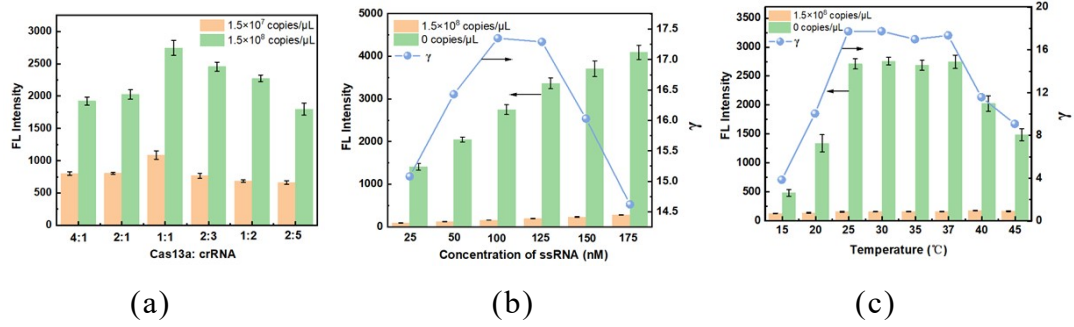 1.5×10⁷ copies/μL
1.5×10⁸ copies/μL
FL Intensity
3000
2500
2000
1500
1000
500
0
4:1 2:1 1:1 2:3 1:2 2:5
Cas13a: crRNA
(a)
1.5×10⁸ copies/μL
0 copies/μL
γ
FL Intensity
5000
4000
3000
2000
1000
0
17.5
17.0
16.5
16.0
15.5
15.0
14.5
γ
25 50 100 125 150 175
Concentration of ssRNA (nM)
(b)
1.5×10⁸ copies/μL
0 copies/μL
γ
FL Intensity
3500
3000
2500
2000
1500
1000
500
0
20
16
12
8
4
0
γ
15 20 25 30 35 37 40 45
Temperature (℃)
(c)